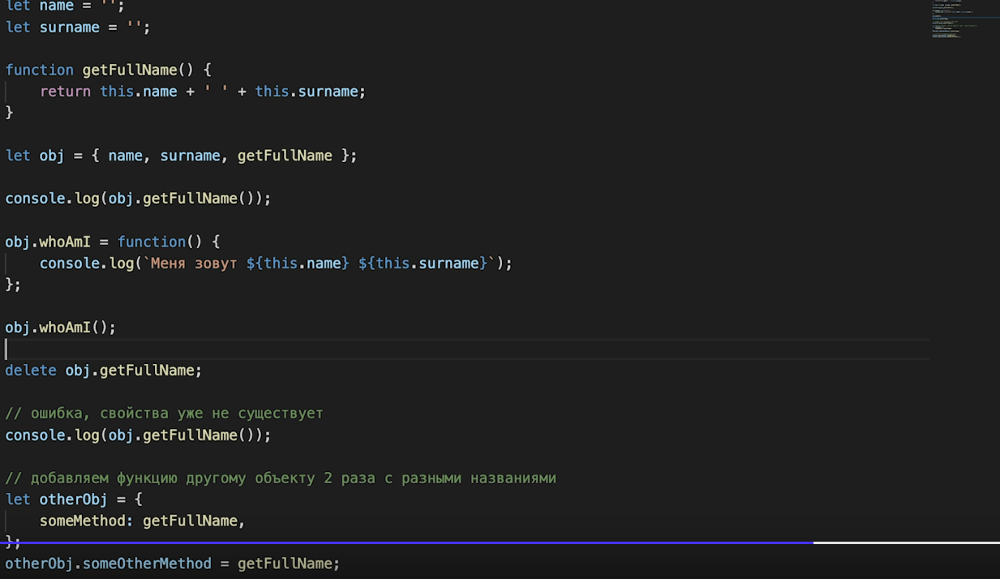 let name = '';
let surname = '';
function getFullName() {
    return this.name + ' ' + this.surname;
}
let obj = { name, surname, getFullName };
console.log(obj.getFullName());
obj.whoAmI = function() {
    console.log(`Меня зовут ${this.name} ${this.surname}`);
};
obj.whoAmI();
delete obj.getFullName;
// ошибка, свойства уже не существует
console.log(obj.getFullName());
// добавляем функцию другому объекту 2 раза с разными названиями
let otherObj = {
    someMethod: getFullName,
};
otherObj.someOtherMethod = getFullName;